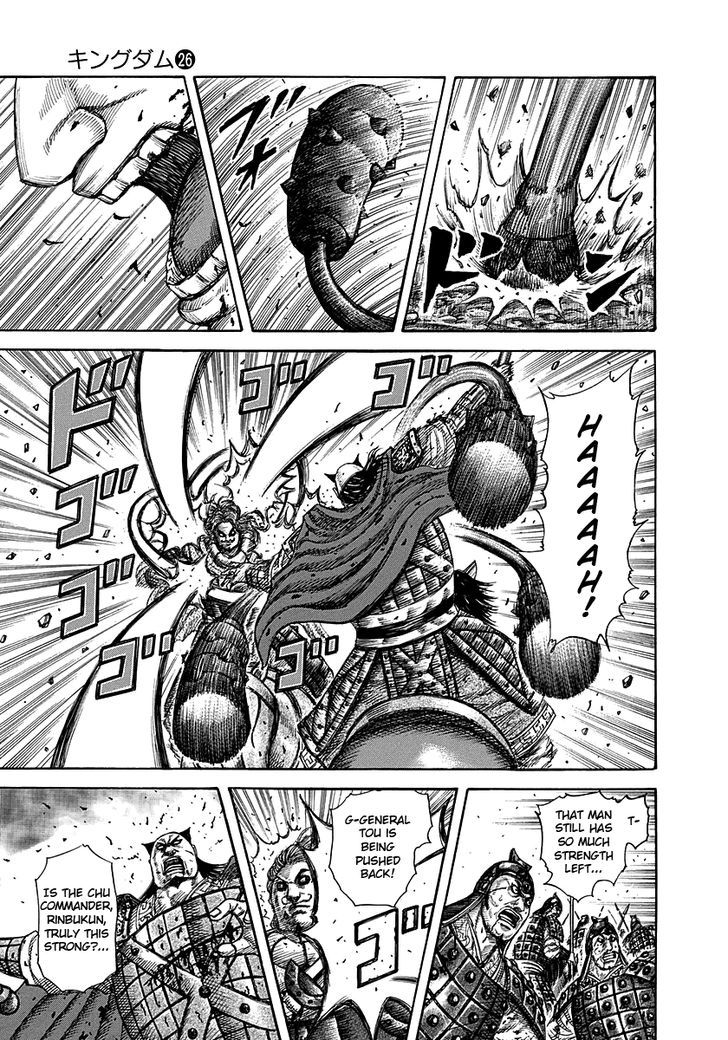 キングダム26
ドン
ブオ
HAAAAAAH!
ドゴゴゴ
ゴゴゴ
T-
THAT MAN
STILL HAS
SO MUCH
STRENGTH
LEFT...
G-GENERAL
TOU IS
BEING
PUSHED
BACK!
ゴ
IS THE CHU
COMMANDER,
RINBUKUN,
TRULY THIS
STRONG?...